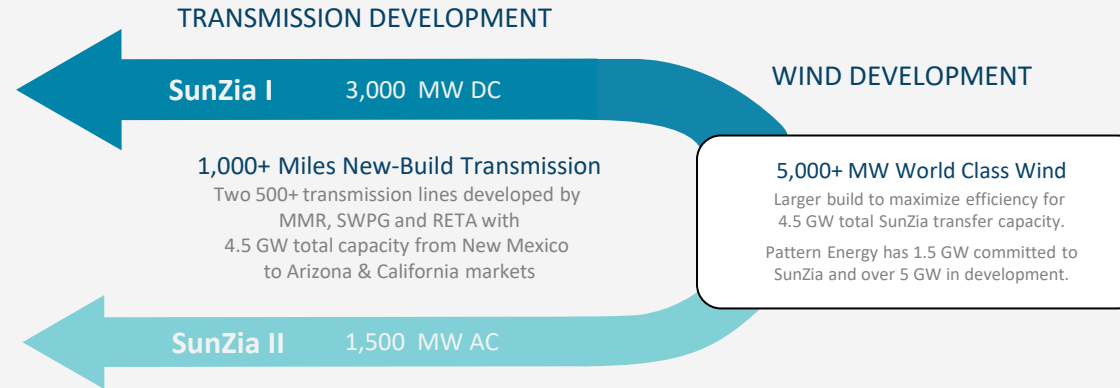 TRANSMISSION DEVELOPMENT
SunZia I 3,000 MW DC
WIND DEVELOPMENT
1,000+ Miles New-Build Transmission
Two 500+ transmission lines developed by
MMR, SWPG and RETA with
4.5 GW total capacity from New Mexico
to Arizona & California markets
5,000+ MW World Class Wind
Larger build to maximize efficiency for
4.5 GW total SunZia transfer capacity.
Pattern Energy has 1.5 GW committed to
SunZia and over 5 GW in development.
SunZia II 1,500 MW AC